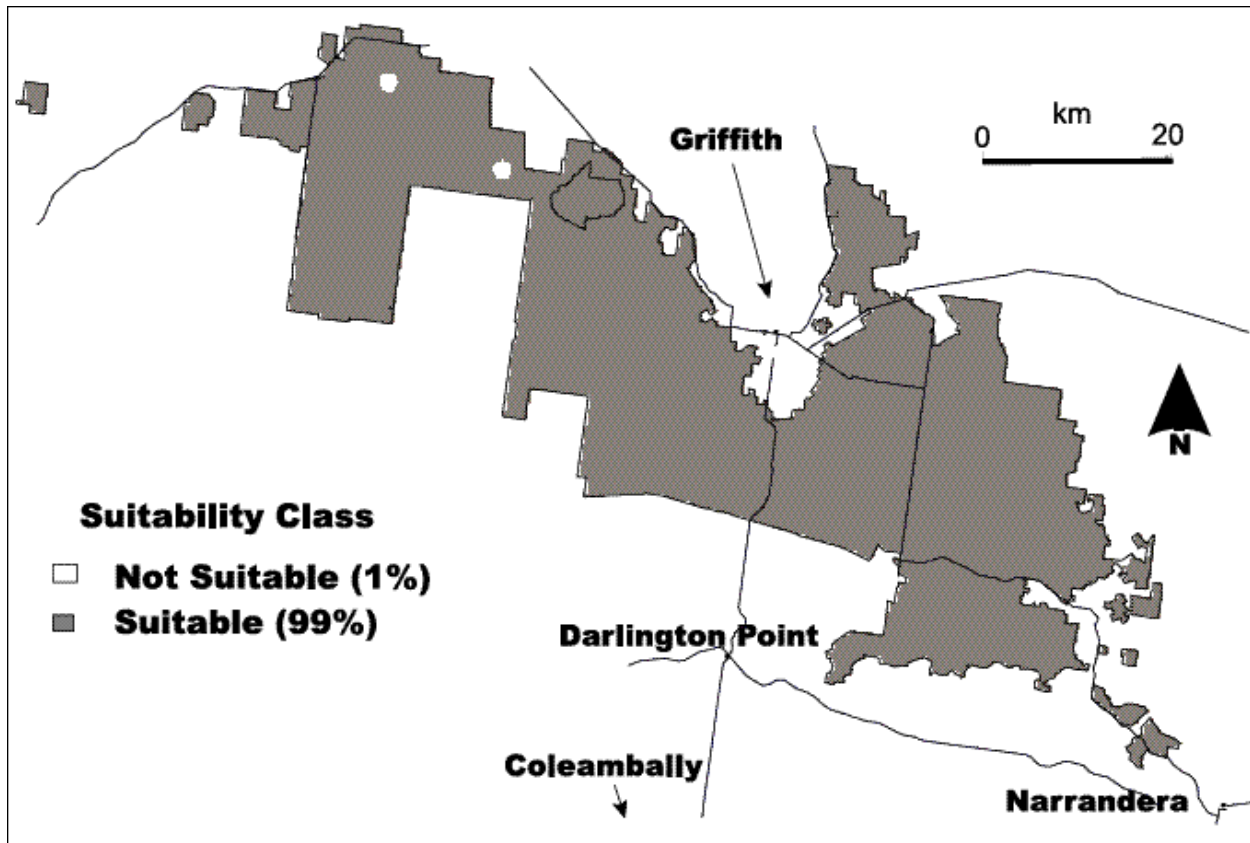 km
0 20
Griffith
N
Suitability Class
Not Suitable (1%)
Suitable (99%)
Darlington Point
Coleambally
Narrandera